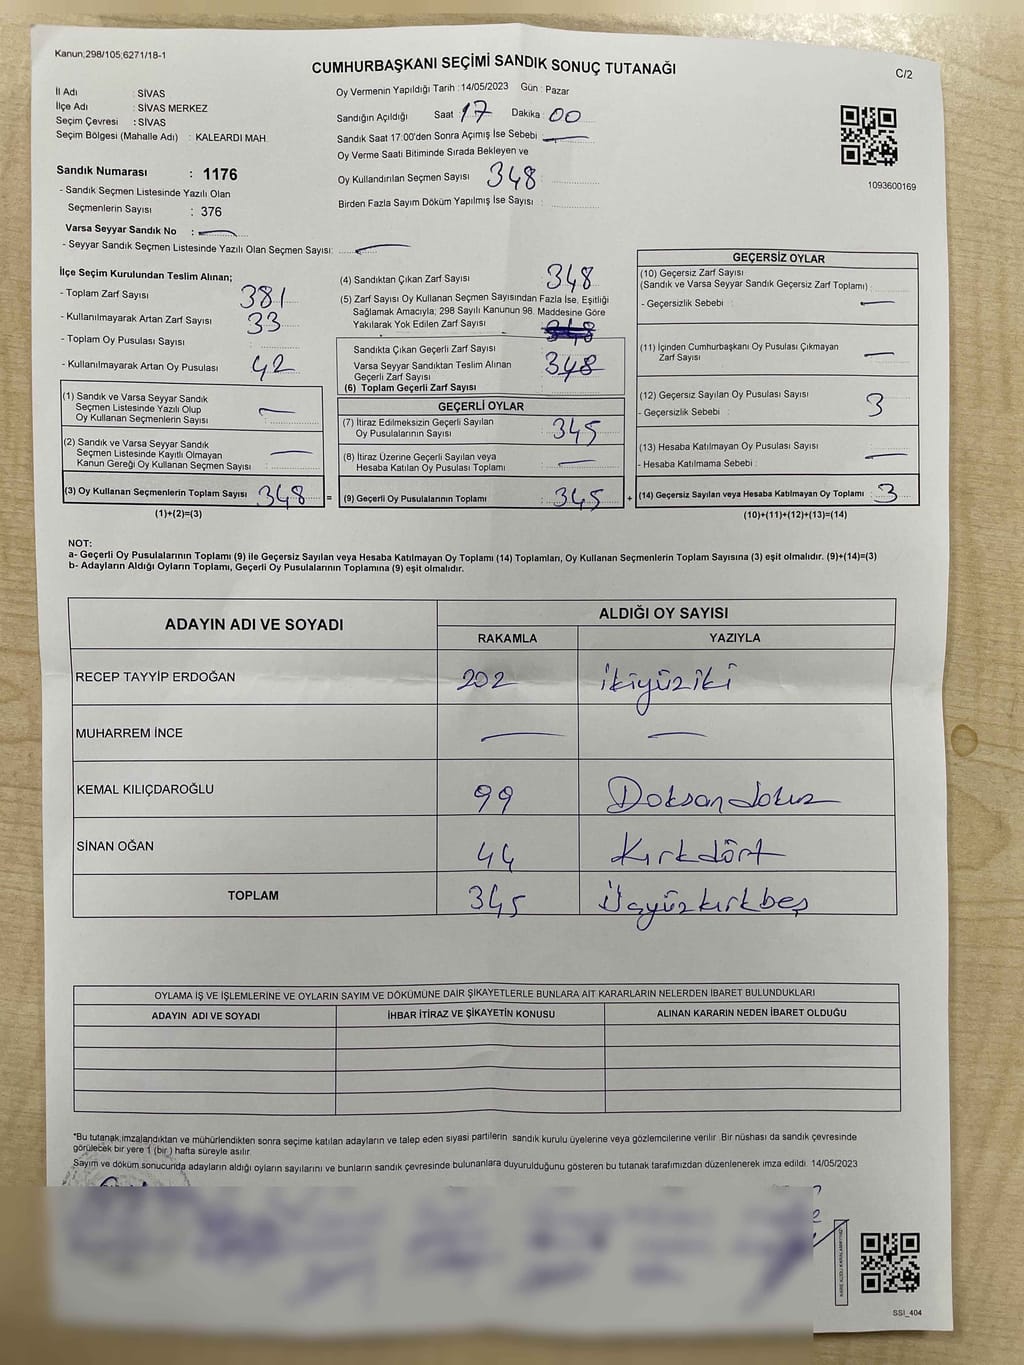 Kanun;298/105;6271/18-1
CUMHURBAŞKANI SEÇİMİ SANDIK SONUÇ TUTANAĞI
C/2
İl Adı : SİVAS
İlçe Adı : SİVAS MERKEZ
Seçim Çevresi : SİVAS
Seçim Bölgesi (Mahalle Adı) : KALEARDI MAH.
Oy Vermenin Yapıldığı Tarih : 14/05/2023 Gün : Pazar
Sandığın Açıldığı Saat : 17 Dakika : 00
Sandık Saat 17:00'den Sonra Açımış İse Sebebi :
Oy Verme Saati Bitiminde Sırada Bekleyen ve
Oy Kullandırılan Seçmen Sayısı 348
Birden Fazla Sayım Döküm Yapılmış İse Sayısı :
1093600169
Sandık Numarası : 1176
- Sandık Seçmen Listesinde Yazılı Olan
Seçmenlerin Sayısı : 376
Varsa Seyyar Sandık No :
- Seyyar Sandık Seçmen Listesinde Yazılı Olan Seçmen Sayısı:
İlçe Seçim Kurulundan Teslim Alınan;
- Toplam Zarf Sayısı 381
- Kullanılmayarak Artan Zarf Sayısı 33
- Toplam Oy Pusulası Sayısı :
- Kullanılmayarak Artan Oy Pusulası 42
(1) Sandık ve Varsa Seyyar Sandık
Seçmen Listesinde Yazılı Olup
Oy Kullanan Seçmenlerin Sayısı :
(2) Sandık ve Varsa Seyyar Sandık
Seçmen Listesinde Kayıtlı Olmayan
Kanun Gereği Oy Kullanan Seçmen Sayısı :
(3) Oy Kullanan Seçmenlerin Toplam Sayısı 348 =
(1)+(2)=(3)
(4) Sandıktan Çıkan Zarf Sayısı 348
(5) Zarf Sayısı Oy Kullanan Seçmen Sayısından Fazla İse, Eşitliği
Sağlamak Amacıyla; 298 Sayılı Kanunun 98. Maddesine Göre
Yakılarak Yok Edilen Zarf Sayısı 348
Sandıkta Çıkan Geçerli Zarf Sayısı
Varsa Seyyar Sandıktan Teslim Alınan 348
Geçerli Zarf Sayısı
(6) Toplam Geçerli Zarf Sayısı
GEÇERLİ OYLAR
(7) İtiraz Edilmeksizin Geçerli Sayılan
Oy Pusulalarının Sayısı : 345
(8) İtiraz Üzerine Geçerli Sayılan veya
Hesaba Katılan Oy Pusulası Toplamı :
(9) Geçerli Oy Pusulalarının Toplamı : 345 +
GEÇERSİZ OYLAR
(10) Geçersiz Zarf Sayısı
(Sandık ve Varsa Seyyar Sandık Geçersiz Zarf Toplamı) :
- Geçersizlik Sebebi :
(11) İçinden Cumhurbaşkanı Oy Pusulası Çıkmayan
Zarf Sayısı
(12) Geçersiz Sayılan Oy Pusulası Sayısı 3
- Geçersizlik Sebebi :
(13) Hesaba Katılmayan Oy Pusulası Sayısı
- Hesaba Katılmama Sebebi :
(14) Geçersiz Sayılan veya Hesaba Katılmayan Oy Toplamı : 3
(10)+(11)+(12)+(13)=(14)
NOT:
a- Geçerli Oy Pusulalarının Toplamı (9) ile Geçersiz Sayılan veya Hesaba Katılmayan Oy Toplamı (14) Toplamları, Oy Kullanan Seçmenlerin Toplam Sayısına (3) eşit olmalıdır. (9)+(14)=(3)
b- Adayların Aldığı Oyların Toplamı, Geçerli Oy Pusulalarının Toplamına (9) eşit olmalıdır.
ADAYIN ADI VE SOYADI ALDIĞI OY SAYISI
RAKAMLA YAZIYLA
RECEP TAYYİP ERDOĞAN 202 ikiyüziki
MUHARREM İNCE
KEMAL KILIÇDAROĞLU 99 Doksandokuz
SİNAN OĞAN 44 Kırkdört
TOPLAM 345 Üçyüzkırkbeş
OYLAMA İŞ VE İŞLEMLERİNE VE OYLARIN SAYIM VE DÖKÜMÜNE DAİR ŞİKAYETLERLE BUNLARA AİT KARARLARIN NELERDEN İBARET BULUNDUKLARI
ADAYIN ADI VE SOYADI İHBAR İTİRAZ VE ŞİKAYETİN KONUSU ALINAN KARARIN NEDEN İBARET OLDUĞU
*Bu tutanak imzalandıktan ve mühürlendikten sonra seçime katılan adayların ve talep eden siyasi partilerin sandık kurulu üyelerine veya gözlemcilerine verilir. Bir nüshası da sandık çevresinde
görülecek bir yere 1 (bir) hafta süreyle asılır.
Sayım ve döküm sonucunda adayların aldığı oyların sayılarını ve bunların sandık çevresinde bulunanlara duyurulduğunu gösteren bu tutanak tarafımızdan düzenlenerek imza edildi. 14/05/2023
SSI_404